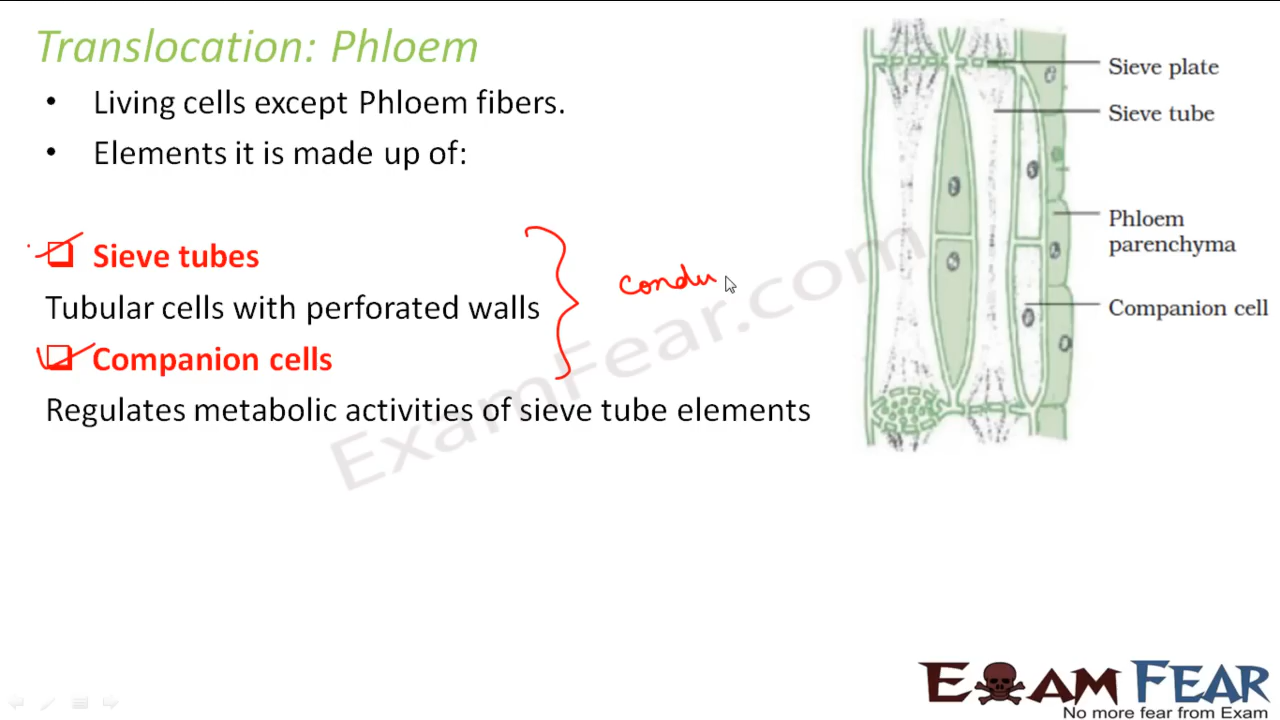 Translocation: Phloem
• Living cells except Phloem fibers.
• Elements it is made up of:
Sieve tubes
Tubular cells with perforated walls
Companion cells
Regulates metabolic activities of sieve tube elements
condu
Sieve plate
Sieve tube
Phloem
parenchyma
Companion cell
ExamFear.com
EXAM FEAR
No more fear from Exam